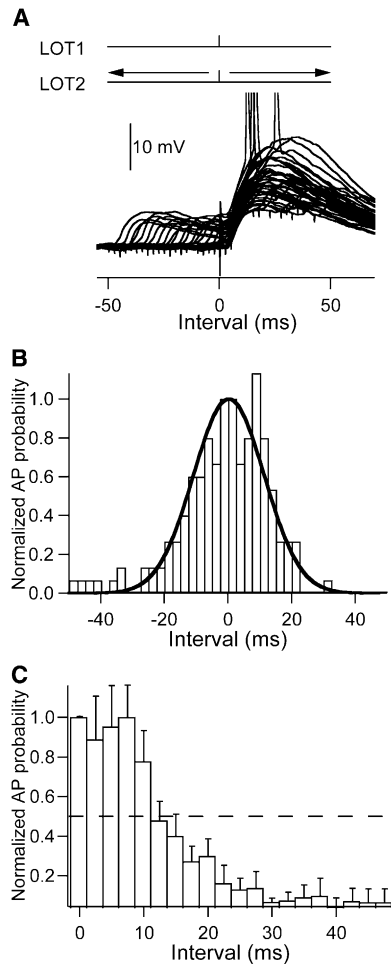 A
LOT1
LOT2
10 mV
-50 0 50
Interval (ms)
B
Normalized AP probability
1.0
0.8
0.6
0.4
0.2
0.0
-40 -20 0 20 40
Interval (ms)
C
Normalized AP probability
1.0
0.8
0.6
0.4
0.2
0 10 20 30 40
Interval (ms)